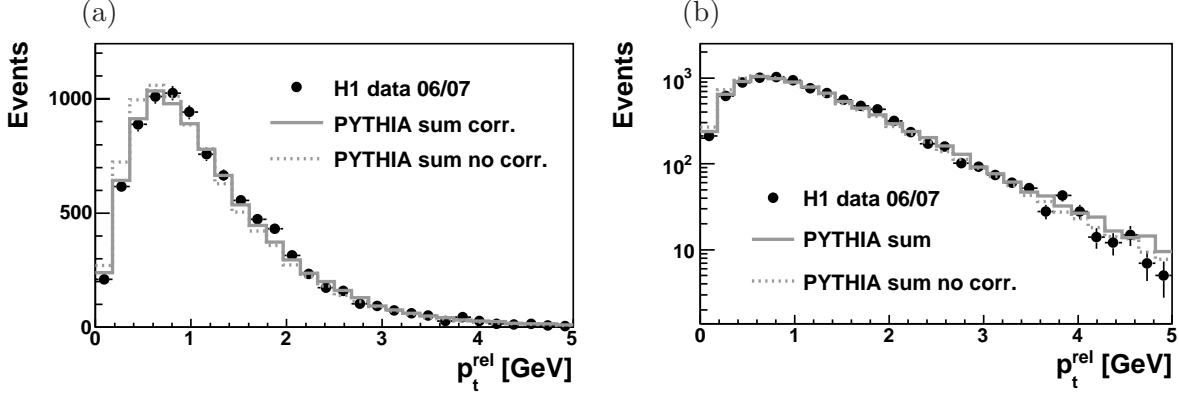 (a)
Events
1000
500
0
0 1 2 3 4 5
H1 data 06/07
PYTHIA sum corr.
PYTHIA sum no corr.
p_t^rel [GeV]
(b)
Events
10^3
10^2
10
0 1 2 3 4 5
H1 data 06/07
PYTHIA sum
PYTHIA sum no corr.
p_t^rel [GeV]